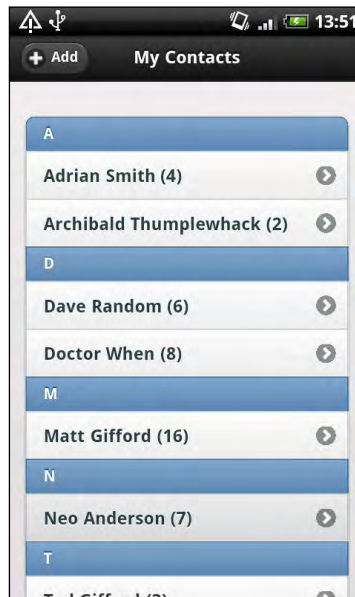 13:51
Add
My Contacts
A
Adrian Smith (4)
Archibald Thumplewhack (2)
D
Dave Random (6)
Doctor When (8)
M
Matt Gifford (16)
N
Neo Anderson (7)
T